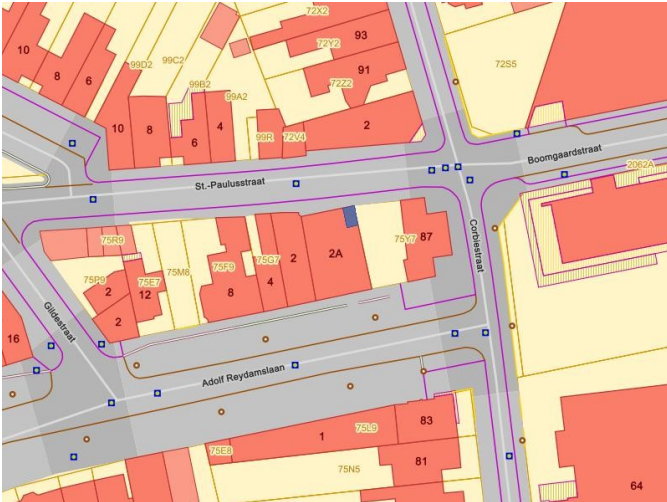 72X2
93
72Y2
10
99C2
99D2
8
72S5
6
91
72Z2
99B2
99A2
10
8
4
2
99R
72V4
6
Boomgaardstraat
2062A
St.-Paulusstraat
75R9
87
75Y7
Corbiestraat
2
2A
75G7
75F9
75M8
75P9
75E7
2
12
8
4
Gildestraat
2
16
Adolf Reydamslaan
83
75L9
1
75E8
81
75N5
64